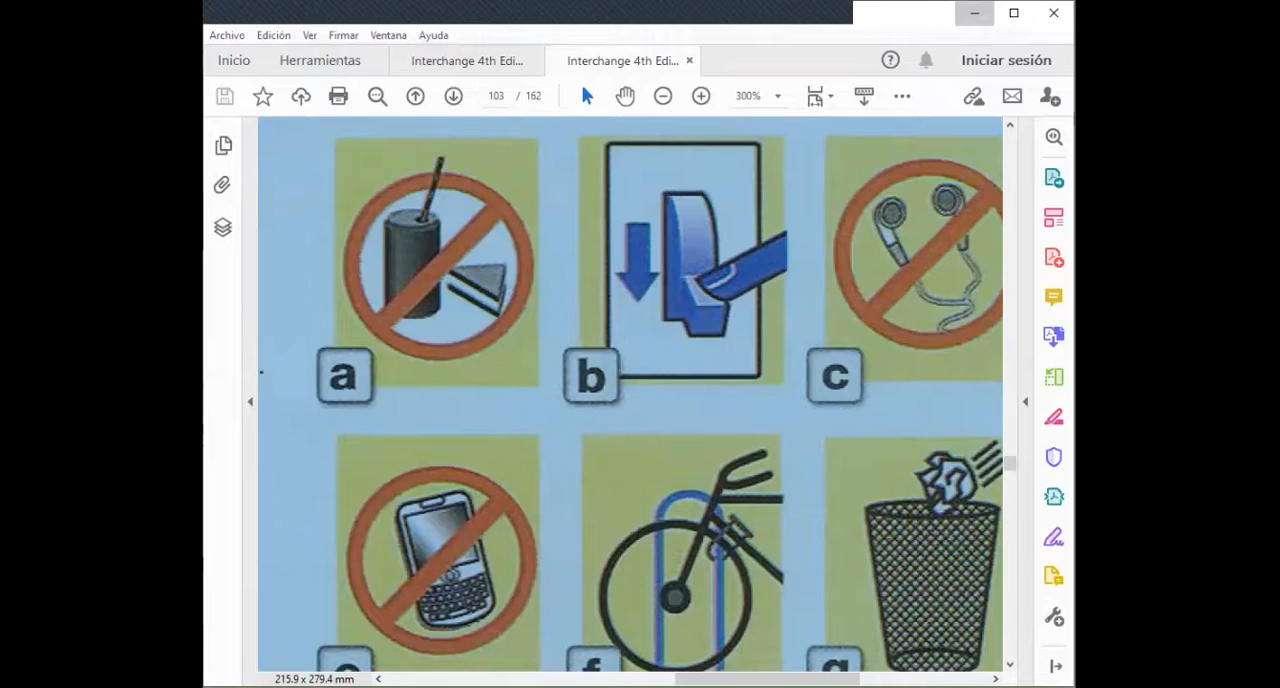 Archivo Edición Ver Firmar Ventana Ayuda
Inicio Herramientas Interchange 4th Edi... Interchange 4th Edi... × ? Iniciar sesión
103 / 162 300%
a b c
e f g
215.9 x 279.4 mm